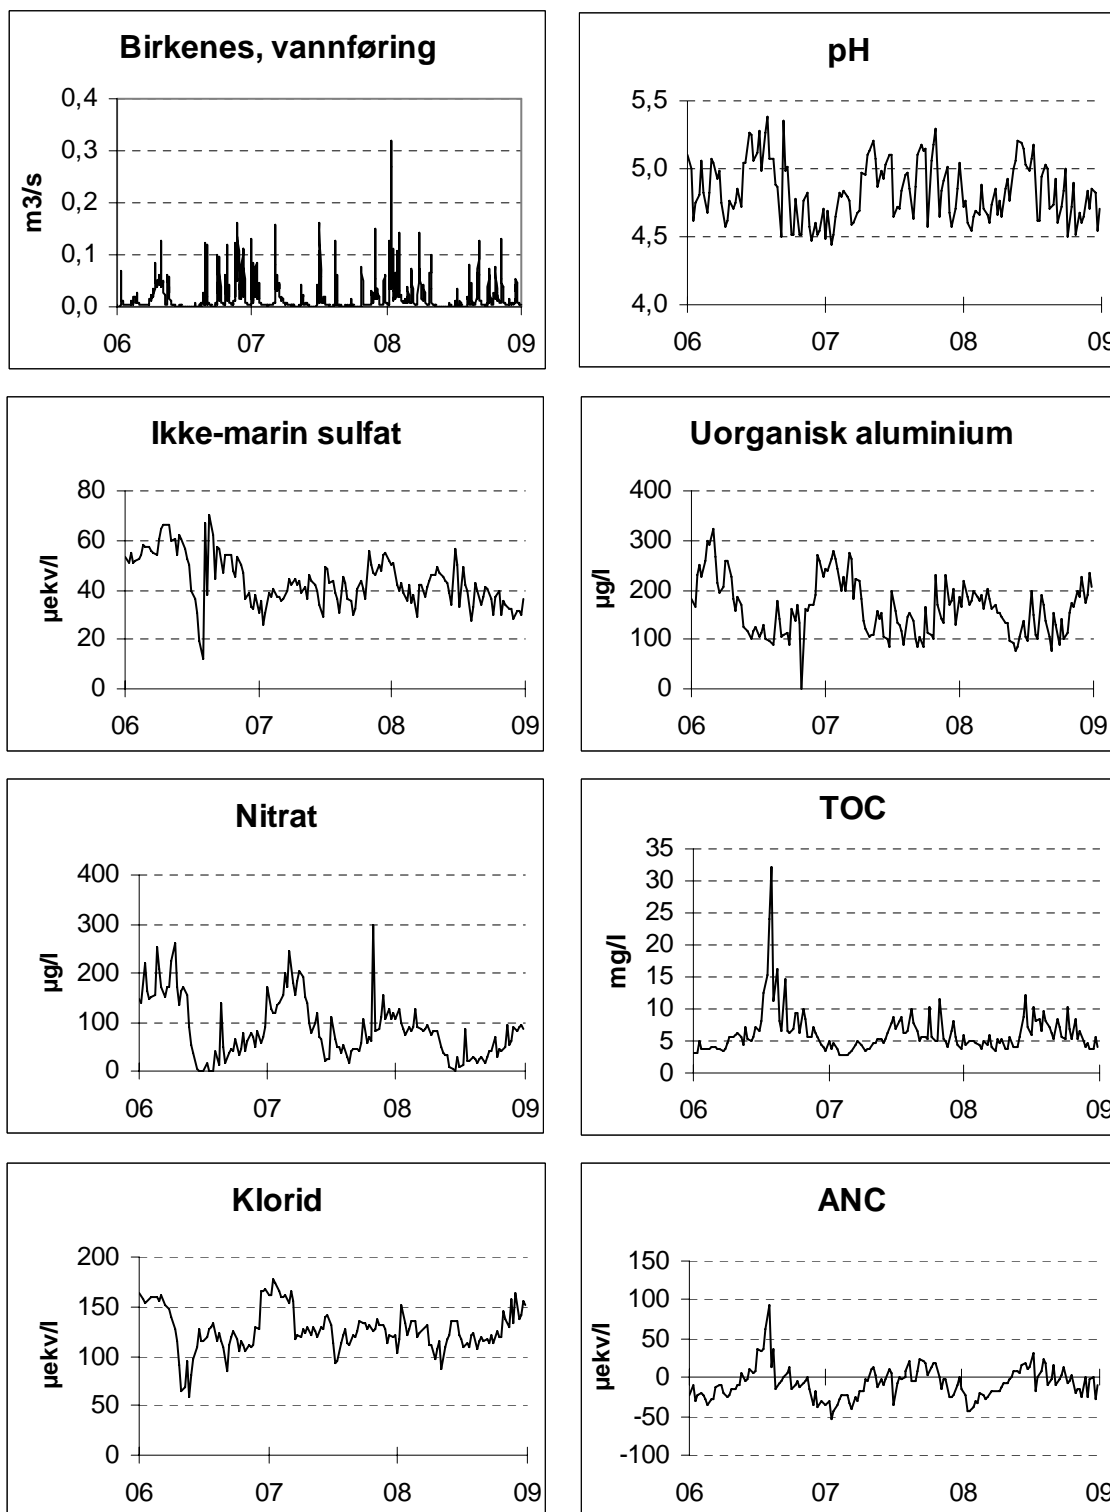 Birkenes, vannføring
0,4
0,3
0,2
0,1
0,0
m3/s
06 07 08 09
pH
5,5
5,0
4,5
4,0
06 07 08 09
Ikke-marin sulfat
80
60
40
20
0
µekv/l
06 07 08 09
Uorganisk aluminium
400
300
200
100
0
µg/l
06 07 08 09
Nitrat
400
300
200
100
0
µg/l
06 07 08 09
TOC
35
30
25
20
15
10
5
0
mg/l
06 07 08 09
Klorid
200
150
100
50
0
µekv/l
06 07 08 09
ANC
150
100
50
0
-50
-100
µekv/l
06 07 08 09